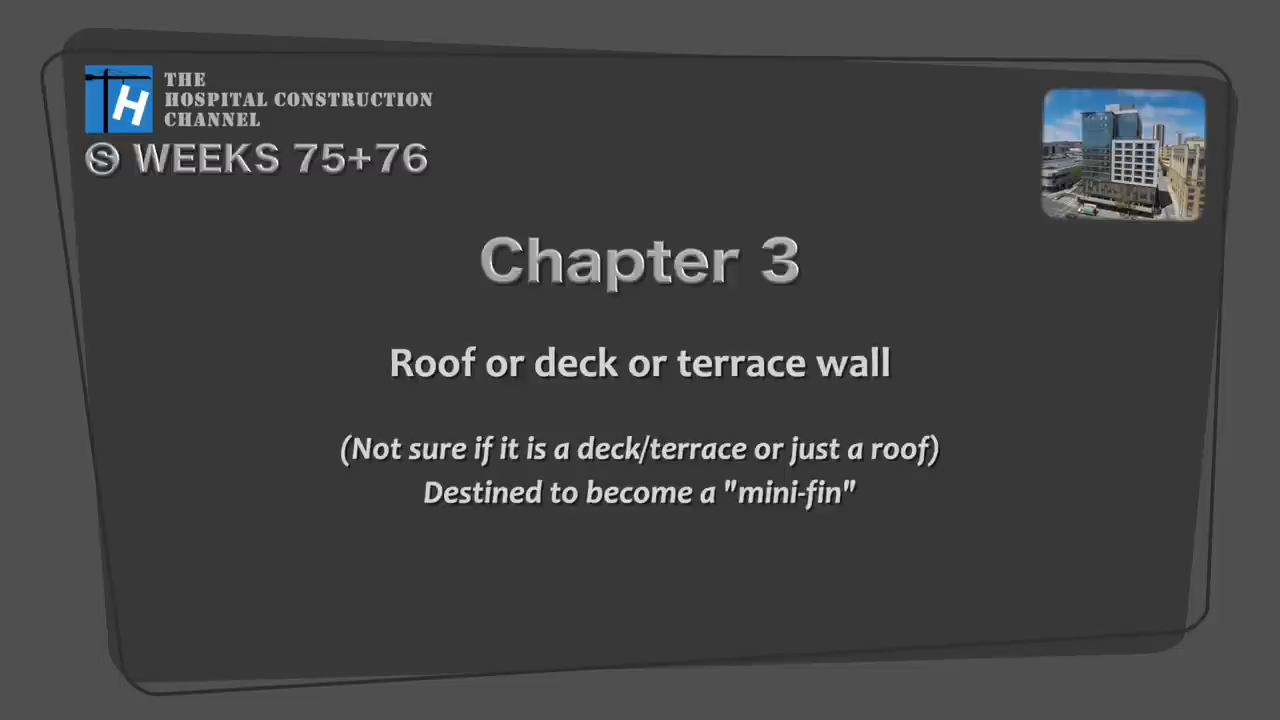 THE
HOSPITAL CONSTRUCTION
CHANNEL
H
S WEEKS 75+76
Chapter 3
Roof or deck or terrace wall
(Not sure if it is a deck/terrace or just a roof)
Destined to become a "mini-fin"